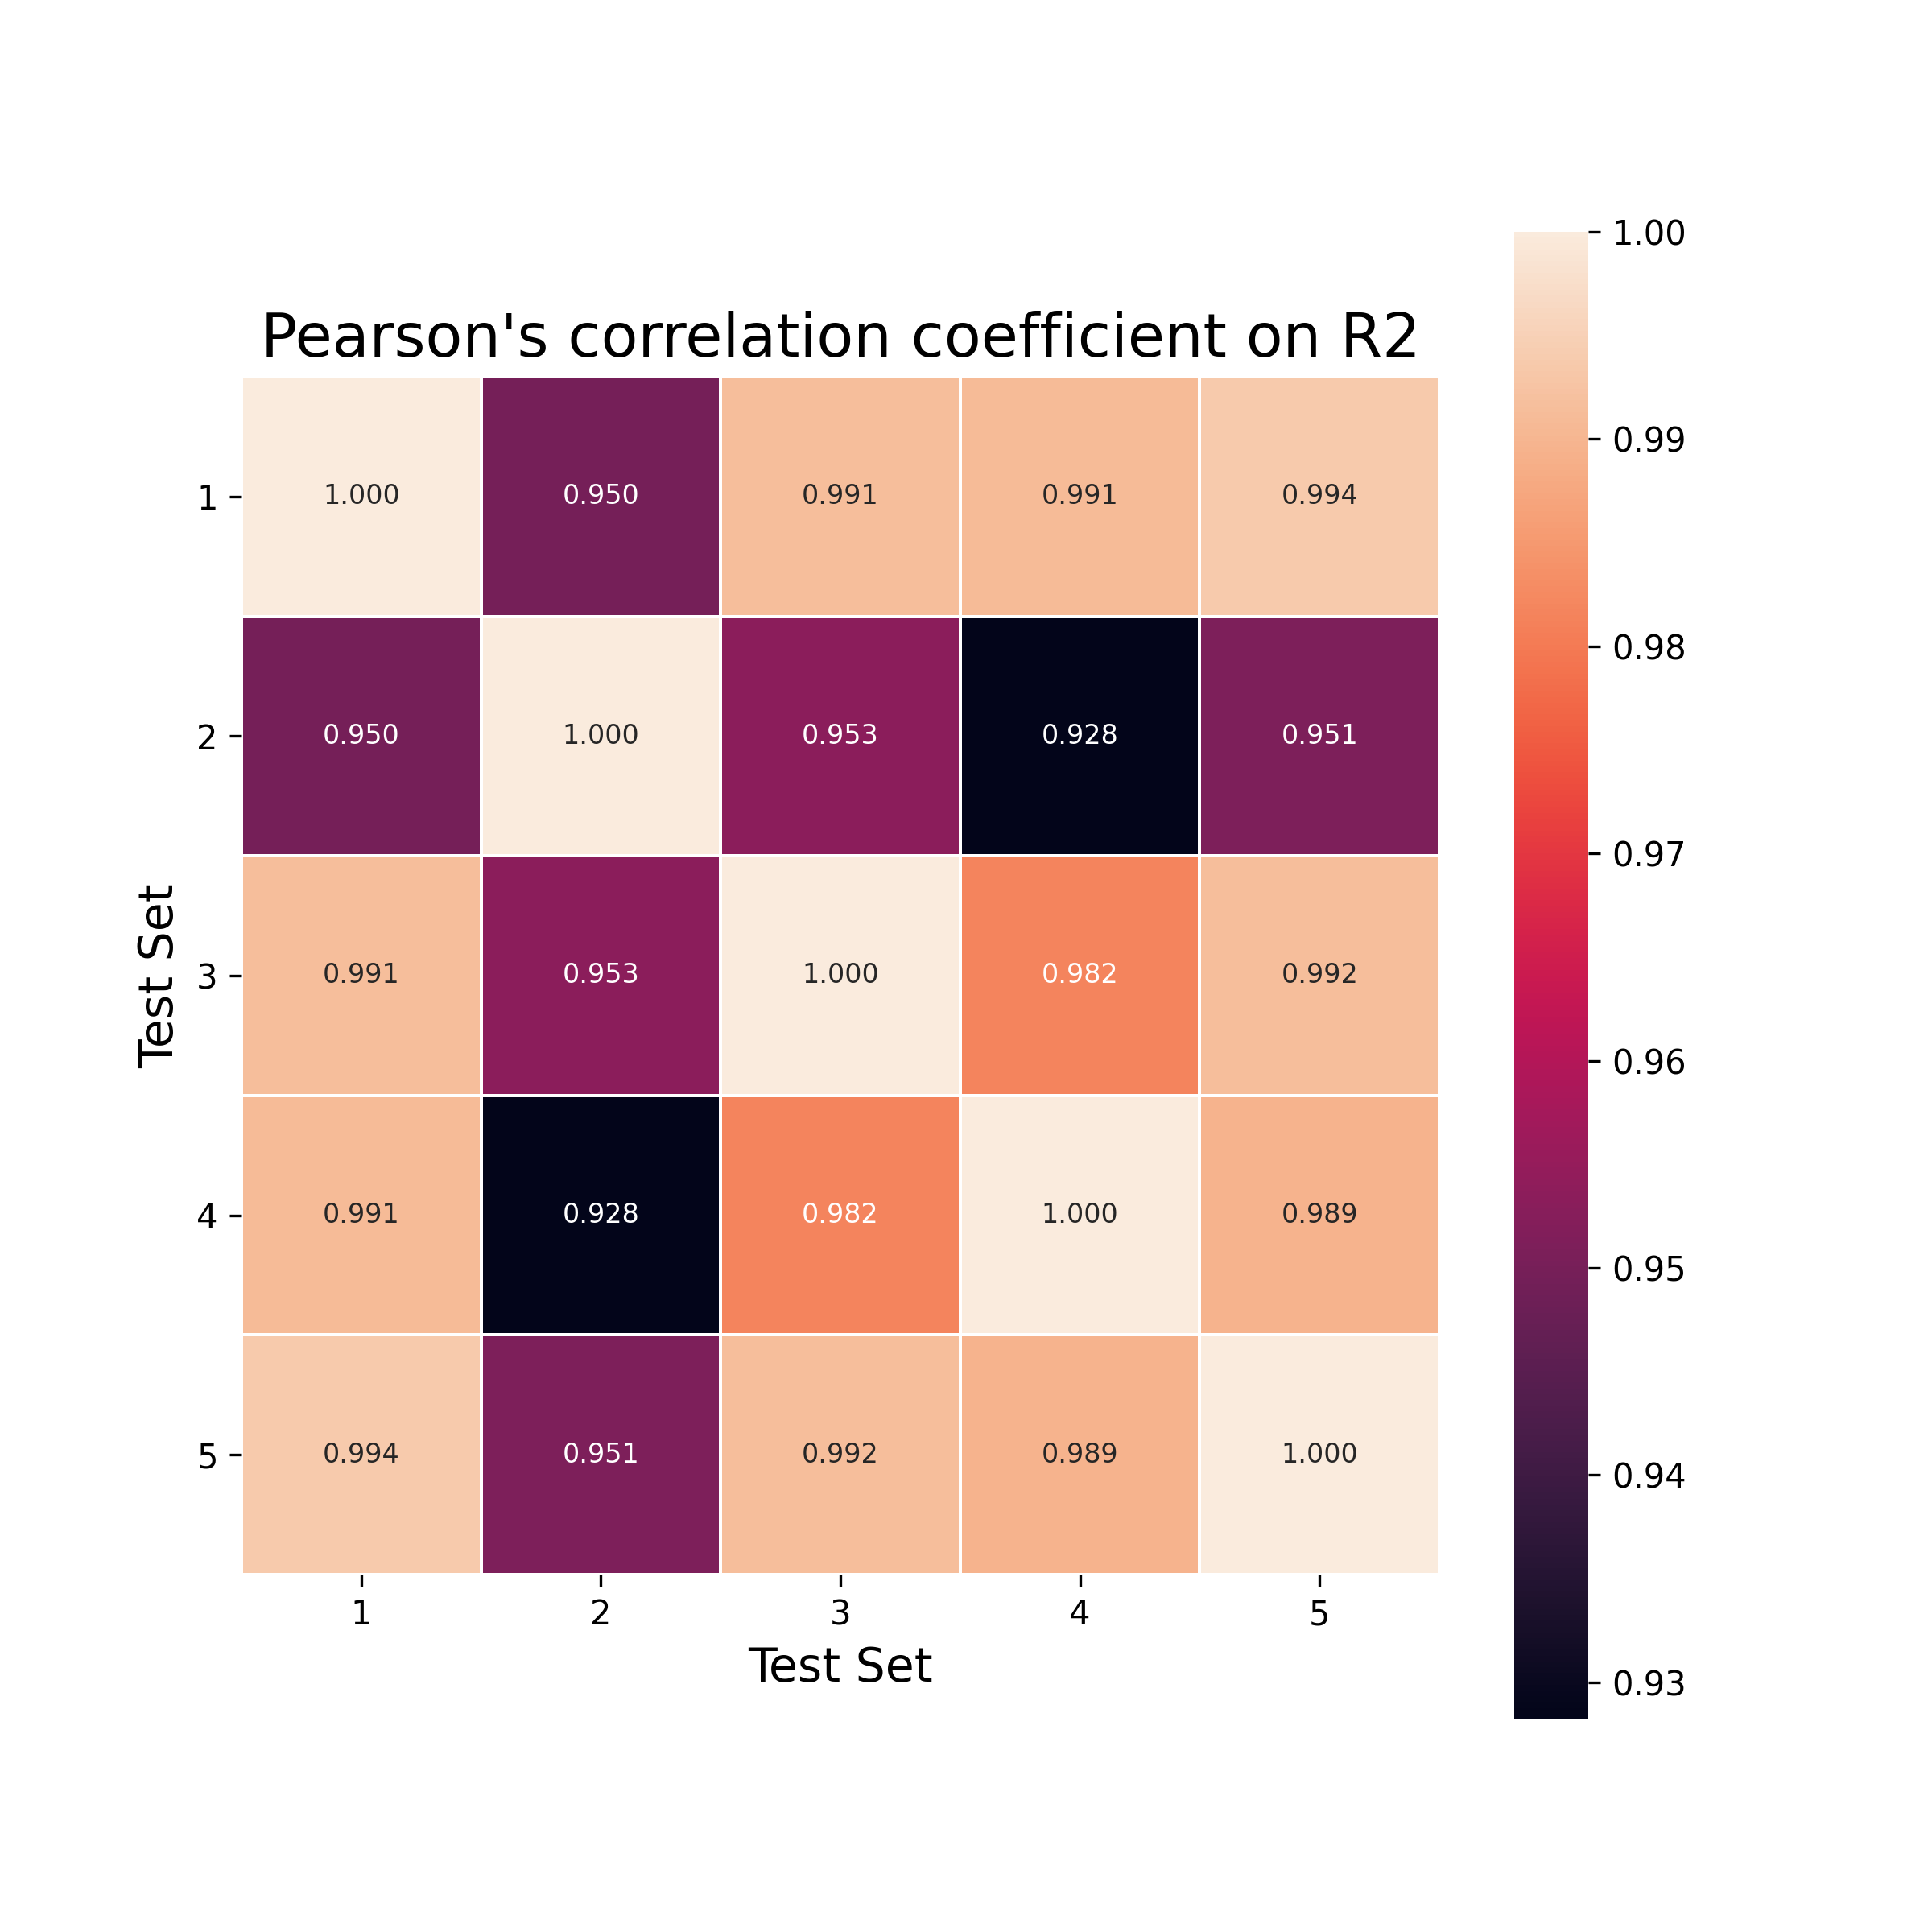 Pearson's correlation coefficient on R2
1.00
0.99
0.98
0.97
0.96
0.95
0.94
0.93
Test Set
1 1.000 0.950 0.991 0.991 0.994
2 0.950 1.000 0.953 0.928 0.951
3 0.991 0.953 1.000 0.982 0.992
4 0.991 0.928 0.982 1.000 0.989
5 0.994 0.951 0.992 0.989 1.000
1 2 3 4 5
Test Set